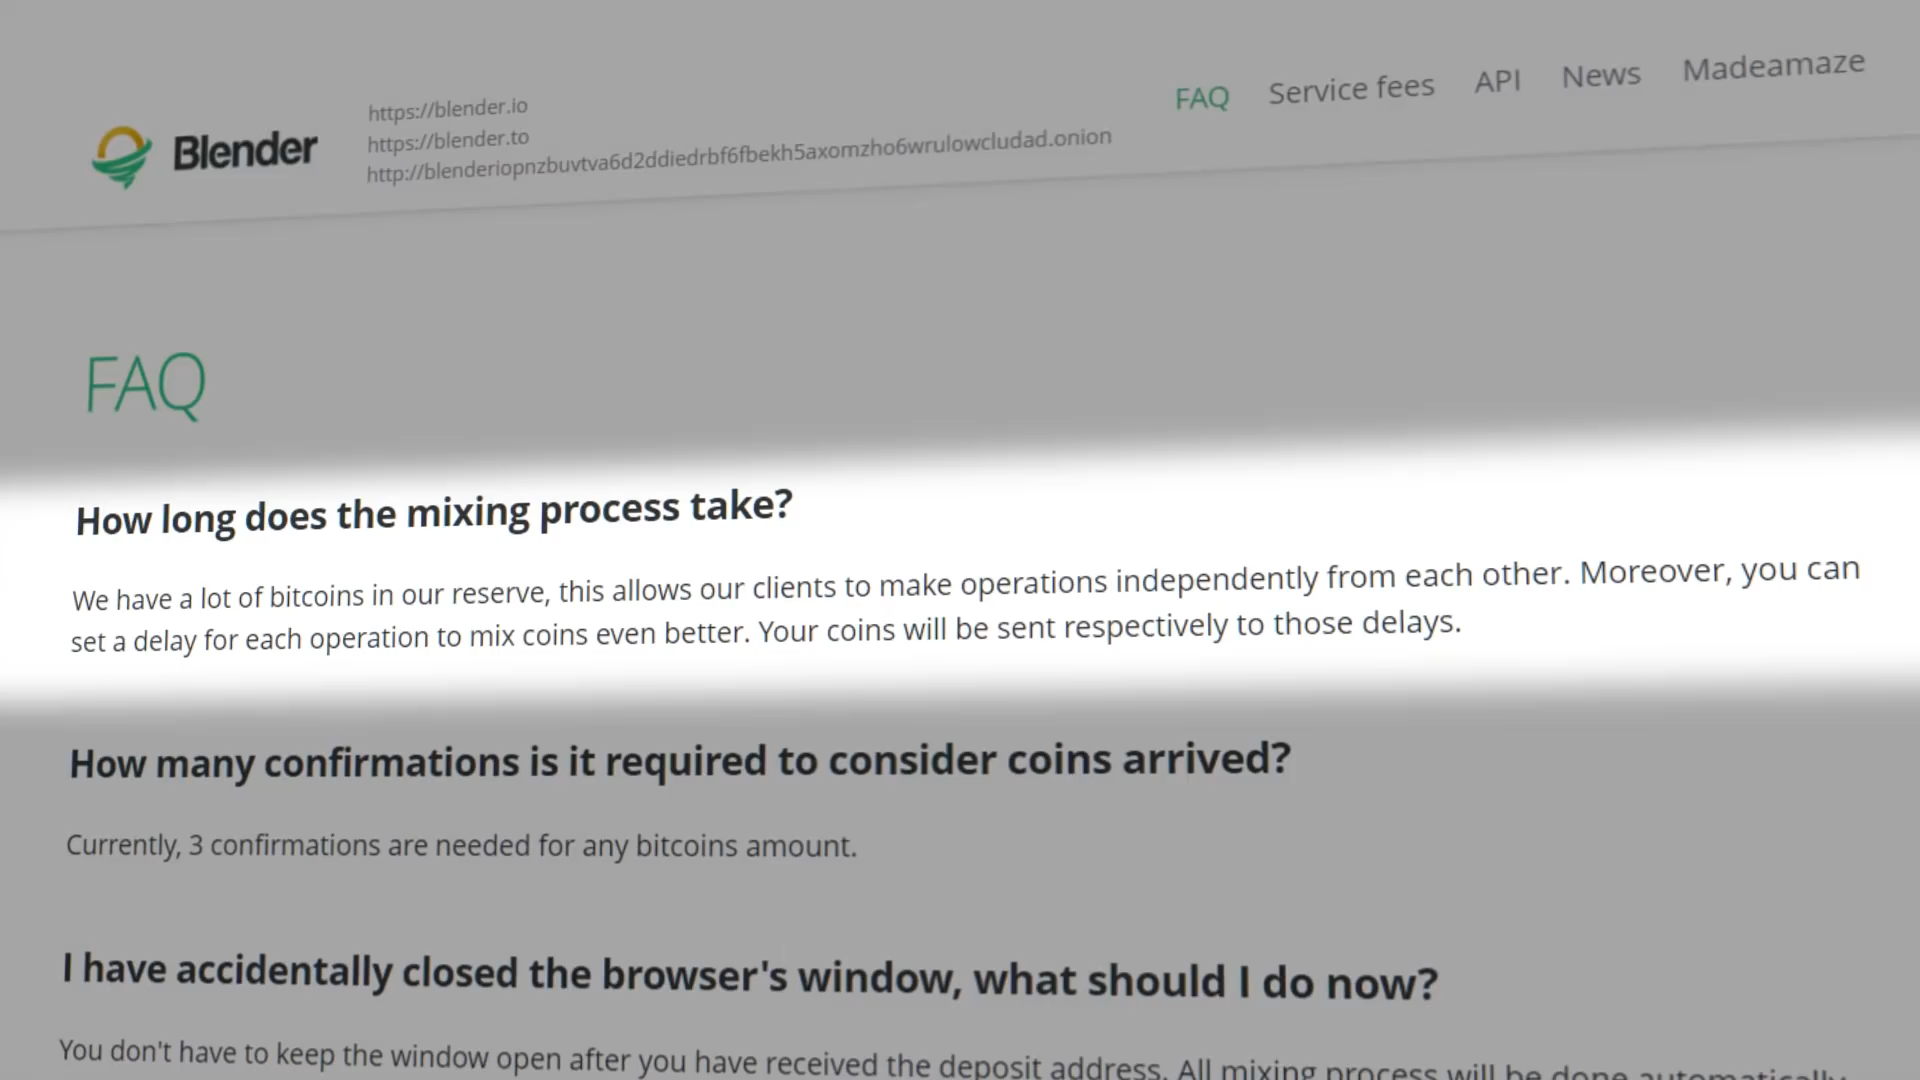 Blender
https://blender.io
https://blender.to
http://blenderiopnzbuvtva6d2ddiedrbf6fbekh5axomzho6wrulowcludad.onion
FAQ Service fees API News Madeamaze
FAQ
How long does the mixing process take?
We have a lot of bitcoins in our reserve, this allows our clients to make operations independently from each other. Moreover, you can
set a delay for each operation to mix coins even better. Your coins will be sent respectively to those delays.
How many confirmations is it required to consider coins arrived?
Currently, 3 confirmations are needed for any bitcoins amount.
I have accidentally closed the browser's window, what should I do now?
You don't have to keep the window open after you have received the deposit address. All mixing process will be done automatically